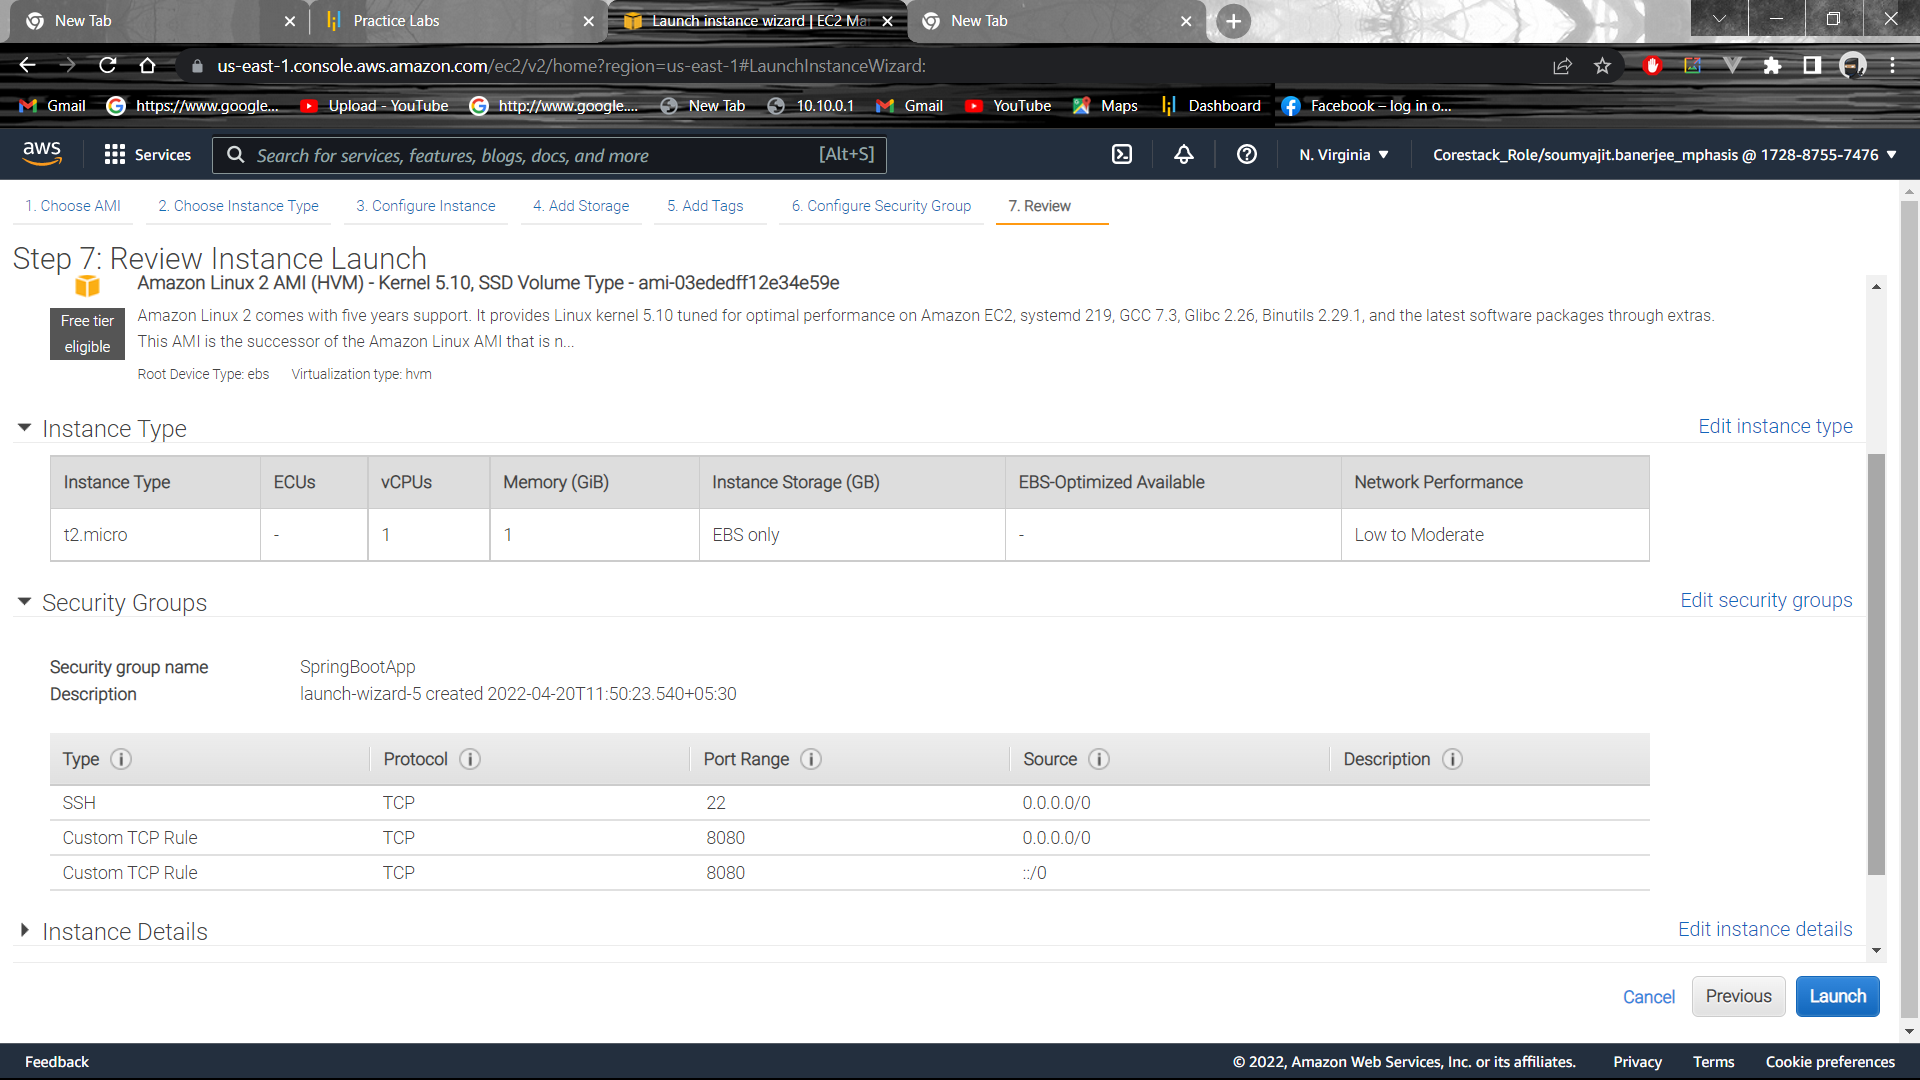 New Tab
Practice Labs
Launch instance wizard | EC2 Ma
New Tab
us-east-1.console.aws.amazon.com/ec2/v2/home?region=us-east-1#LaunchInstanceWizard:
Gmail
https://www.google...
Upload - YouTube
http://www.google....
New Tab
10.10.0.1
Gmail
YouTube
Maps
Dashboard
Facebook – log in o...
aws
Services
Search for services, features, blogs, docs, and more
[Alt+S]
N. Virginia
Corestack_Role/soumyajit.banerjee_mphasis @ 1728-8755-7476
1. Choose AMI
2. Choose Instance Type
3. Configure Instance
4. Add Storage
5. Add Tags
6. Configure Security Group
7. Review
Step 7: Review Instance Launch
Amazon Linux 2 AMI (HVM) - Kernel 5.10, SSD Volume Type - ami-03ededff12e34e59e
Free tier
eligible
Amazon Linux 2 comes with five years support. It provides Linux kernel 5.10 tuned for optimal performance on Amazon EC2, systemd 219, GCC 7.3, Glibc 2.26, Binutils 2.29.1, and the latest software packages through extras.
This AMI is the successor of the Amazon Linux AMI that is n...
Root Device Type: ebs Virtualization type: hvm
Instance Type
Edit instance type
Instance Type ECUs vCPUs Memory (GiB) Instance Storage (GB) EBS-Optimized Available Network Performance
t2.micro - 1 1 EBS only - Low to Moderate
Security Groups
Edit security groups
Security group name SpringBootApp
Description launch-wizard-5 created 2022-04-20T11:50:23.540+05:30
Type Protocol Port Range Source Description
SSH TCP 22 0.0.0.0/0
Custom TCP Rule TCP 8080 0.0.0.0/0
Custom TCP Rule TCP 8080 ::/0
Instance Details
Edit instance details
Cancel
Previous
Launch
Feedback
© 2022, Amazon Web Services, Inc. or its affiliates.
Privacy
Terms
Cookie preferences